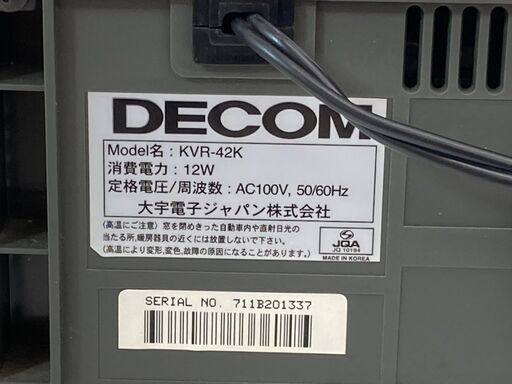 DECOM
Model名 : KVR-42K
消費電力 : 12W
定格電圧/周波数 : AC100V, 50/60Hz
大宇電子ジャパン株式会社
(高温にご注意) 窓を閉めきった自動車内や直射日光の
当たる所,暖房器具の近くには放置しないでください。
(高温により変形,変色,故障の原因になることがあります。)
JQA
JQ 10194
MADE IN KOREA
SERIAL NO. 711B201337